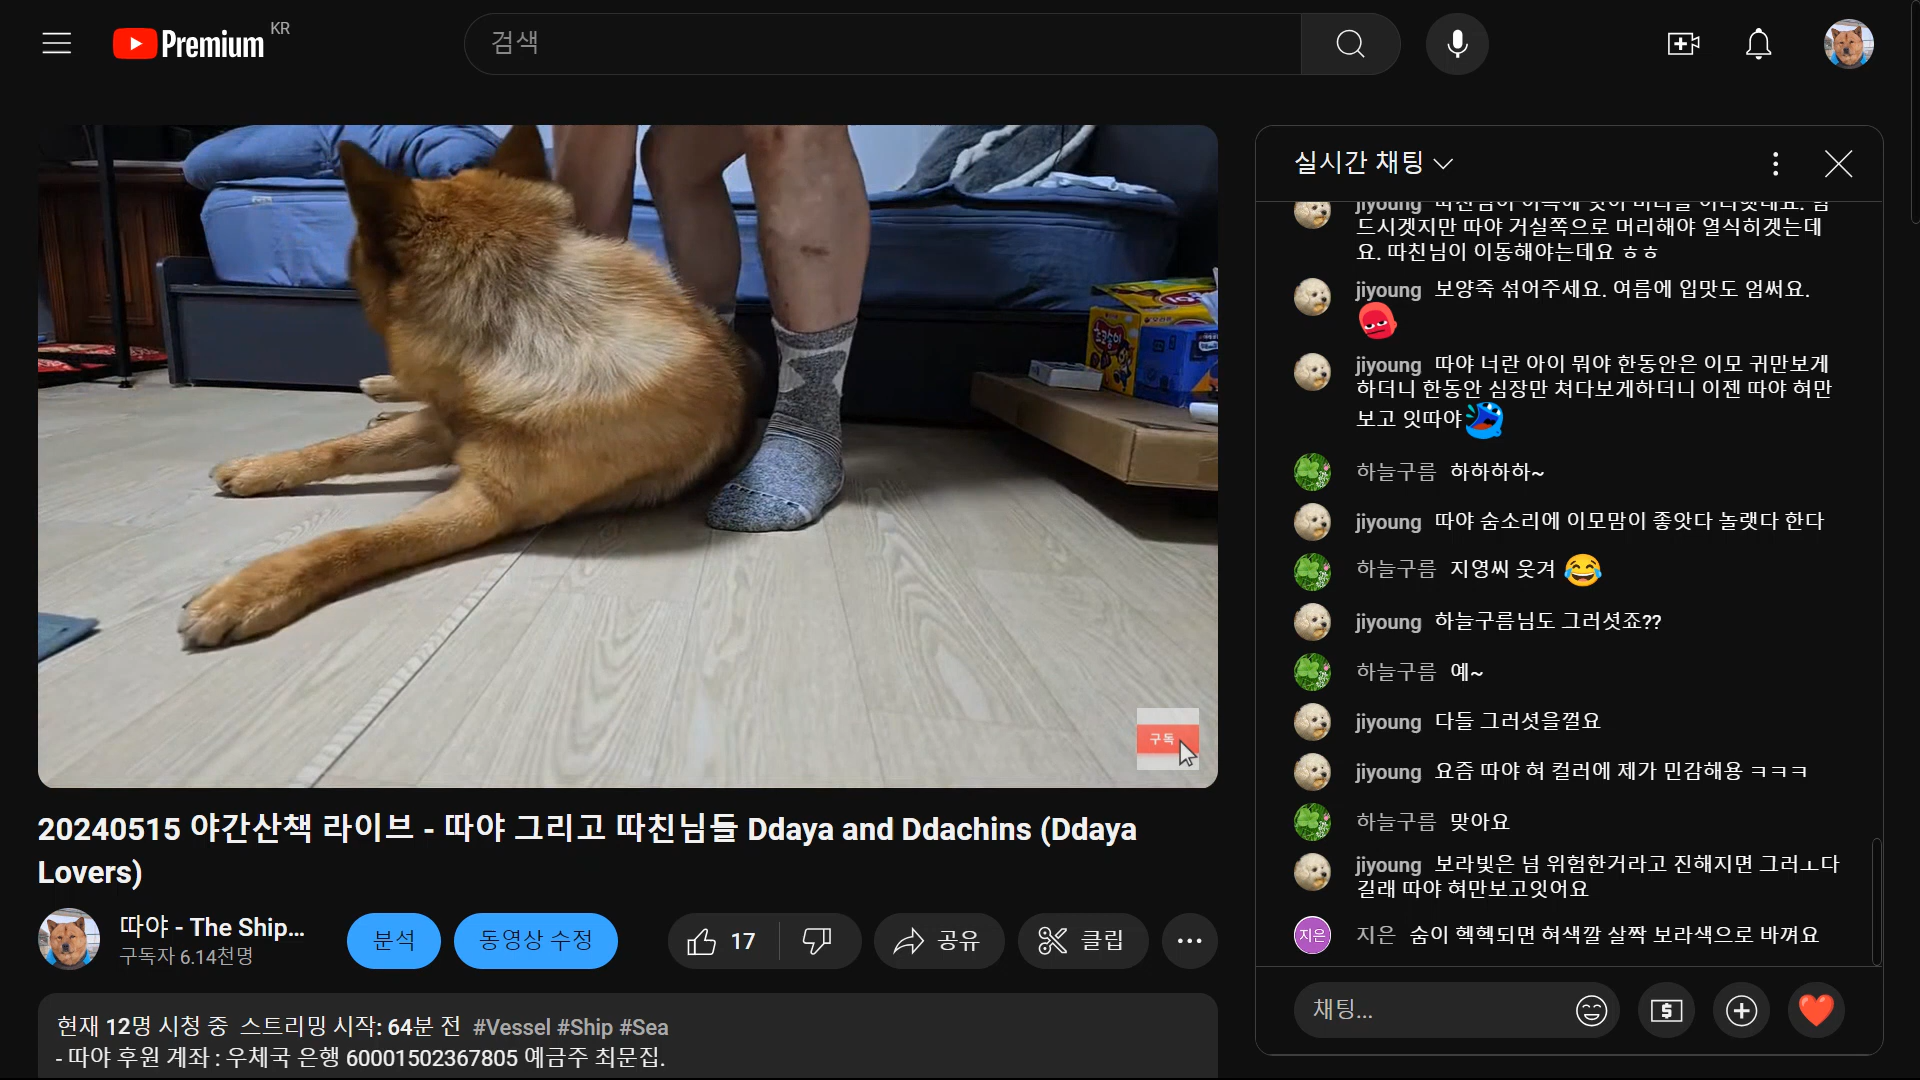 Premium KR
검색
구독
20240515 야간산책 라이브 - 따야 그리고 따친님들 Ddaya and Ddachins (Ddaya
Lovers)
따야 - The Ship...
구독자 6.14천명
분석
동영상 수정
17
공유
클립
현재 12명 시청 중 스트리밍 시작: 64분 전 #Vessel #Ship #Sea
- 따야 후원 계좌 : 우체국 은행 60001502367805 예금주 최문집.
실시간 채팅
jiyoung
드시겟지만 따야 거실쪽으로 머리해야 열식히겟는데
요. 따친님이 이동해야는데요 ㅎㅎ
jiyoung 보양죽 섞어주세요. 여름에 입맛도 엄써요.
jiyoung 따야 너란 아이 뭐야 한동안은 이모 귀만보게
하더니 한동안 심장만 처다보게하더니 이젠 따야 혀만
보고 잇따야
하늘구름 하하하하~
jiyoung 따야 숨소리에 이모맘이 좋앗다 놀랫다 한다
하늘구름 지영씨 웃겨 😂
jiyoung 하늘구름님도 그러셧죠??
하늘구름 예~
jiyoung 다들 그러셧을껄요
jiyoung 요즘 따야 혀 컬러에 제가 민감해용 ㅋㅋㅋ
하늘구름 맞아요
jiyoung 보라빛은 넘 위험한거라고 진해지면 그러ㅗ다
길래 따야 혀만보고잇어요
지은 지은 숨이 헥헥되면 혀색깔 살짝 보라색으로 바껴요
채팅...